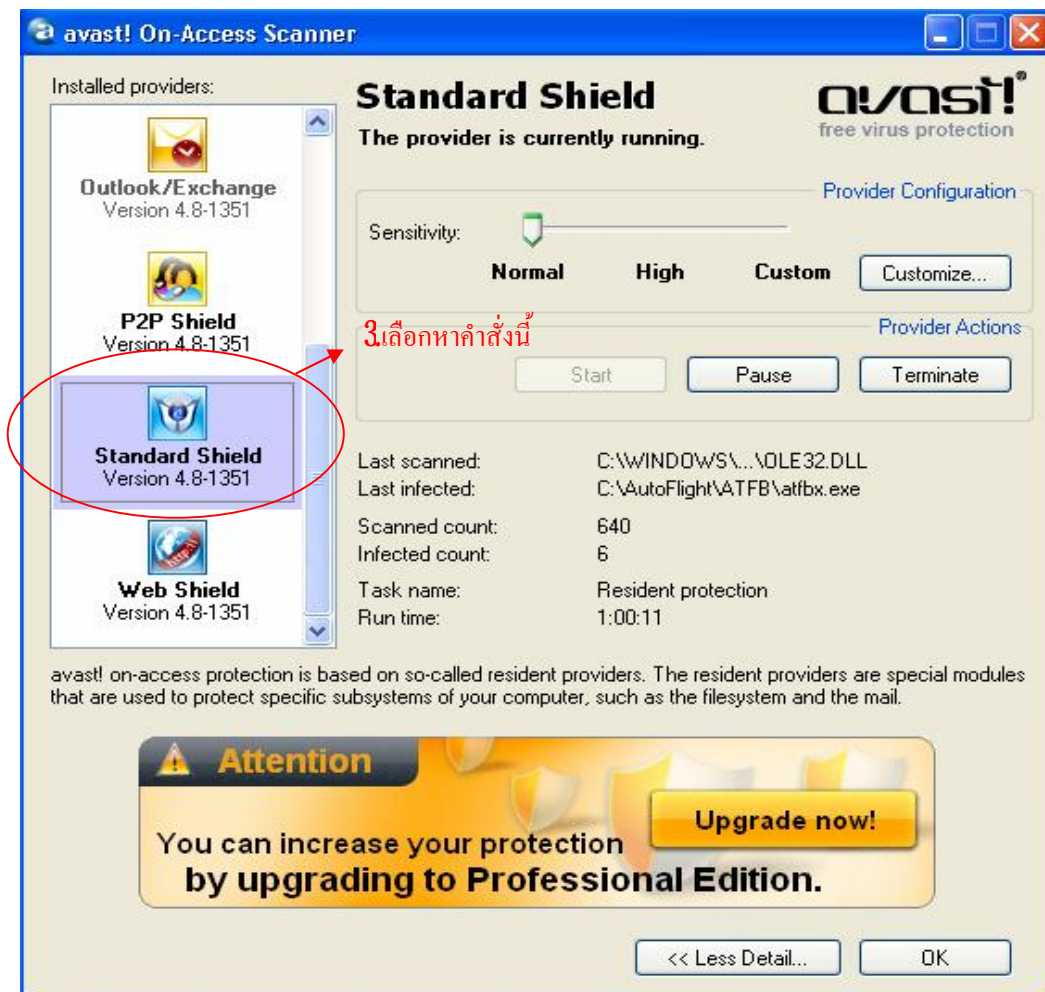 avast! On-Access Scanner
Installed providers:
Outlook/Exchange
Version 4.8-1351
P2P Shield
Version 4.8-1351
Standard Shield
Version 4.8-1351
Web Shield
Version 4.8-1351
Standard Shield
The provider is currently running.
avast!®
free virus protection
Provider Configuration
Sensitivity:
Normal High Custom Customize...
3.เลือกหาคำสั่งนี้
Provider Actions
Start Pause Terminate
Last scanned: C:\WINDOWS\...\OLE32.DLL
Last infected: C:\AutoFlight\ATFB\atfbx.exe
Scanned count: 640
Infected count: 6
Task name: Resident protection
Run time: 1:00:11
avast! on-access protection is based on so-called resident providers. The resident providers are special modules
that are used to protect specific subsystems of your computer, such as the filesystem and the mail.
Attention
You can increase your protection
by upgrading to Professional Edition.
Upgrade now!
<< Less Detail... OK